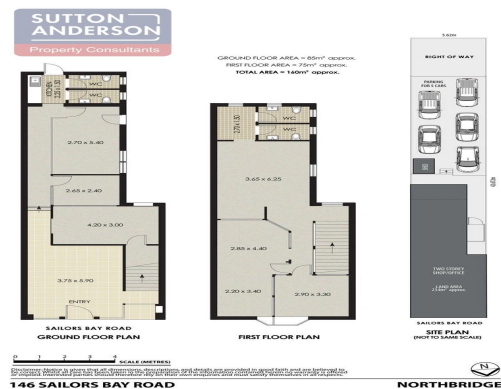 SUTTON
ANDERSON
Property Consultants
GROUND FLOOR AREA = 85m² approx.
FIRST FLOOR AREA = 75m² approx.
TOTAL AREA = 160m² approx.
KITCHEN
WC
WC
2.70 x 5.40
2.65 x 2.40
4.20 x 3.00
3.75 x 5.90
ENTRY
SAILORS BAY ROAD
GROUND FLOOR PLAN
WC
WC
3.65 x 6.25
2.85 x 4.40
2.20 x 3.40
2.90 x 3.30
FIRST FLOOR PLAN
RIGHT OF WAY
PARKING
FOR 5 CARS
TWO STOREY
SHOP/OFFICE
LAND AREA
SAILORS BAY ROAD
SITE PLAN
(NOT TO SAME SCALE)
0 1 2 3 4
SCALE (METRES)
N
146 SAILORS BAY ROAD
NORTHBRIDGE